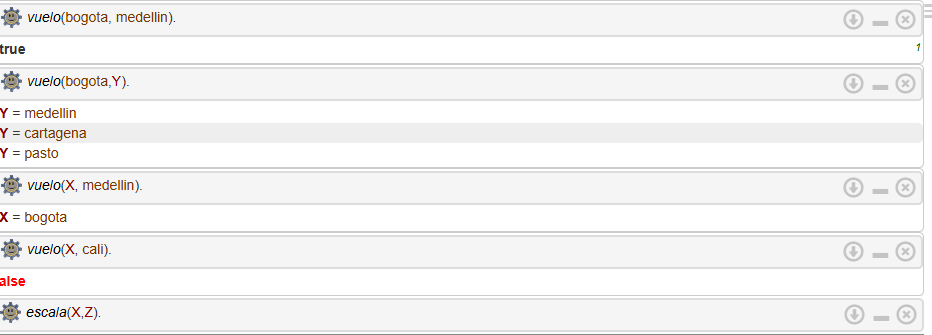 vuelo(bogota, medellin).
true 1
vuelo(bogota,Y).
Y = medellin
Y = cartagena
Y = pasto
vuelo(X, medellin).
X = bogota
vuelo(X, cali).
alse
escala(X,Z).